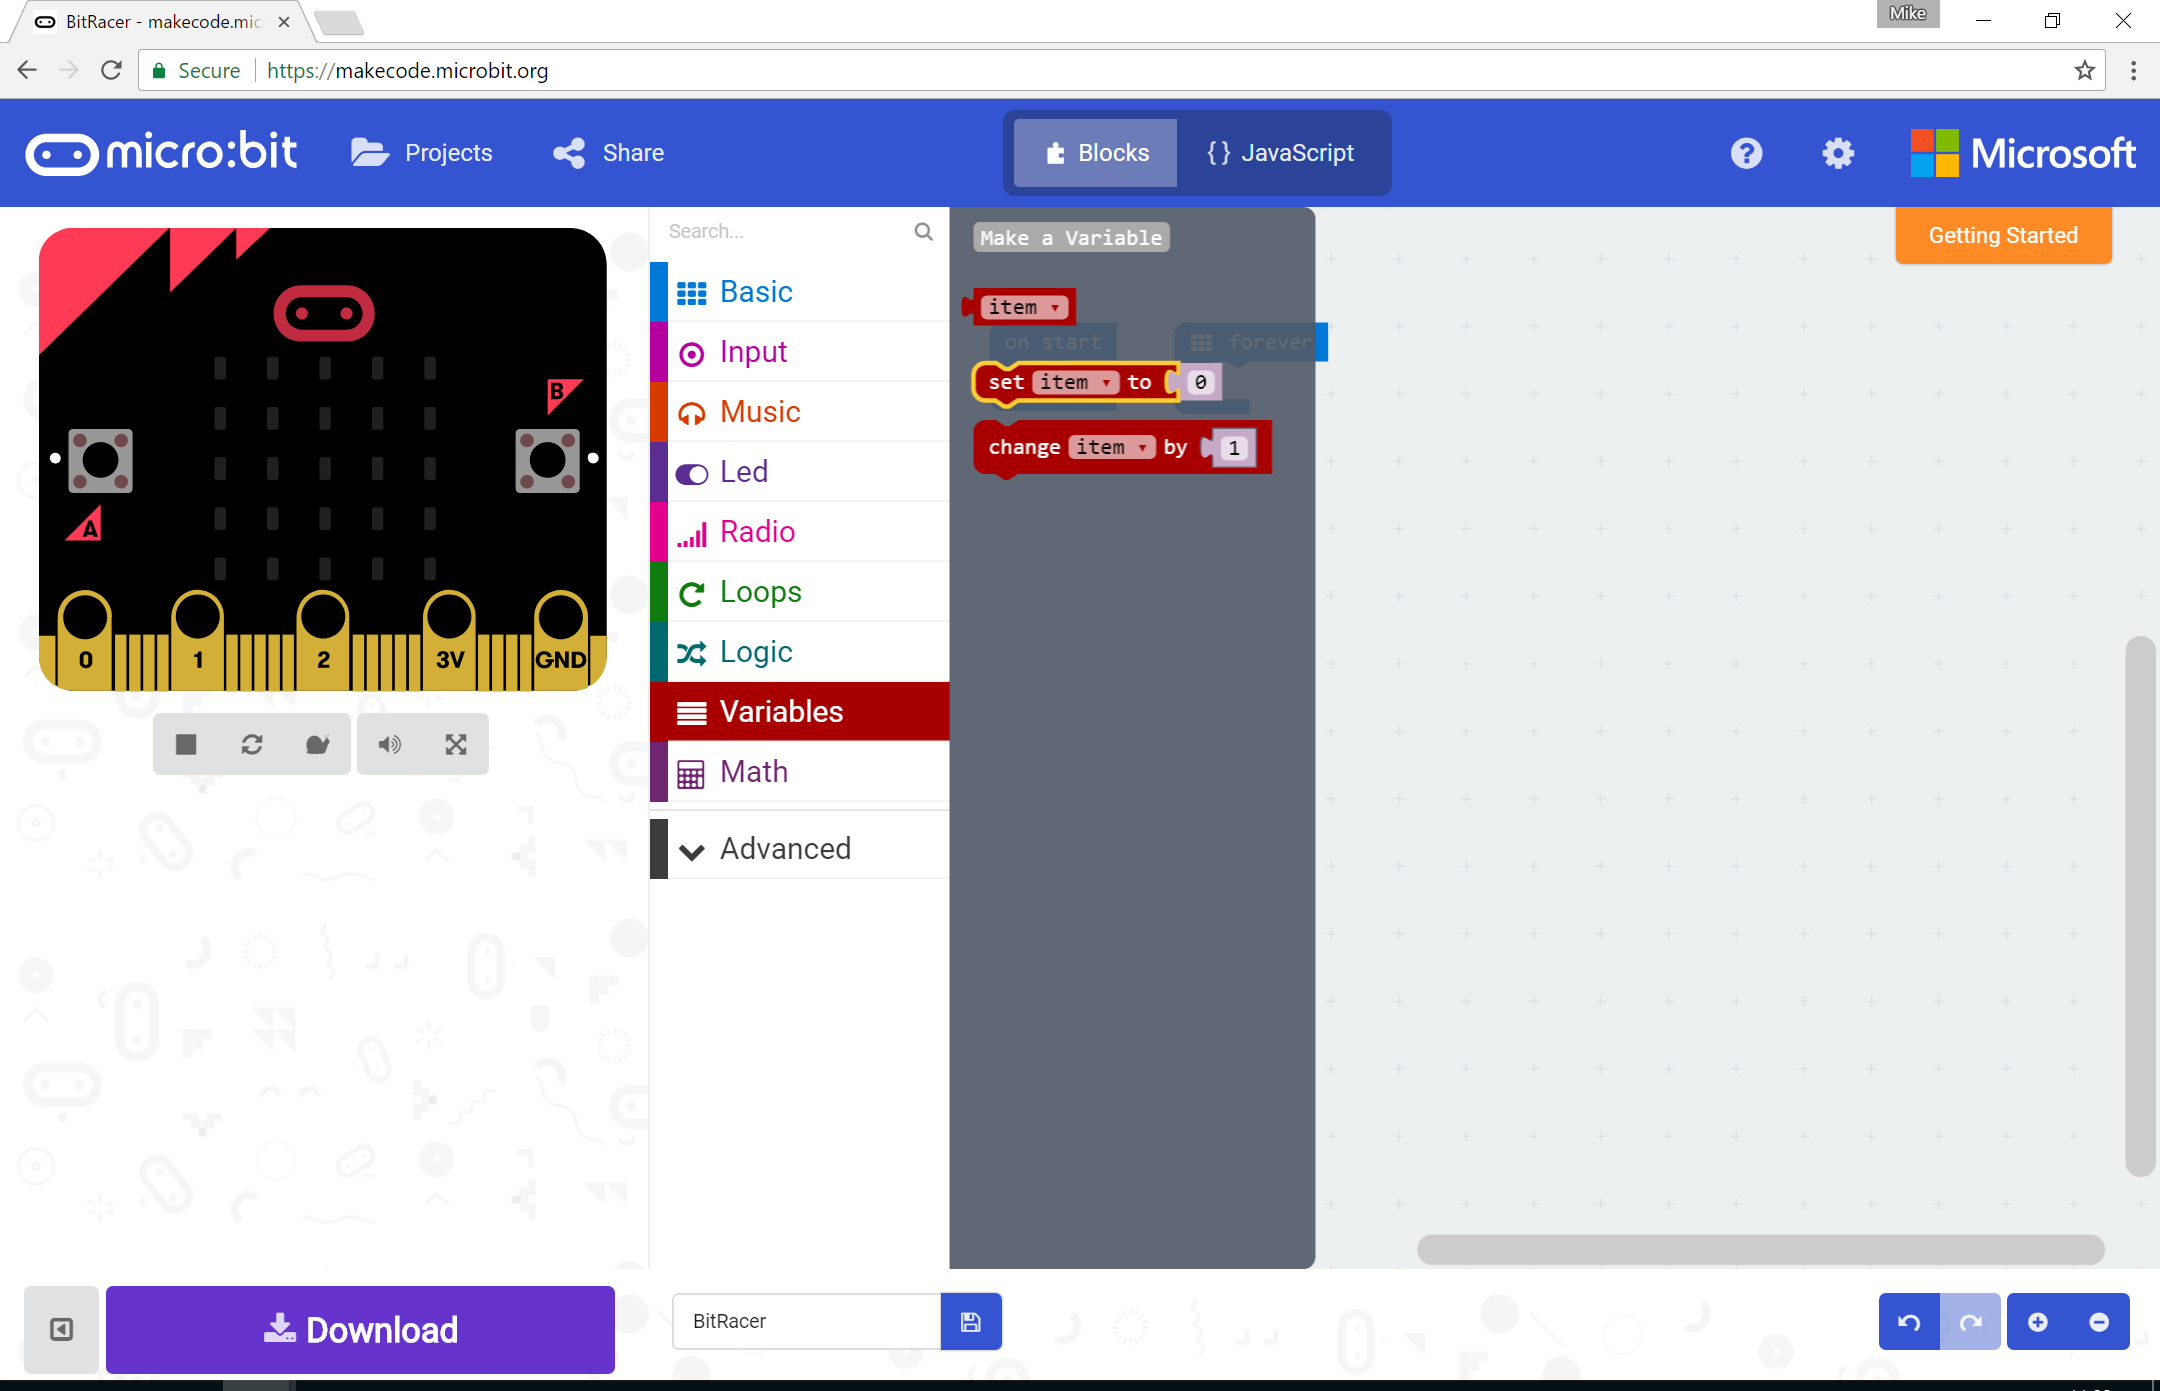 BitRacer - makecode.mic
Mike
Secure
https://makecode.microbit.org
micro:bit
Projects
Share
Blocks
{ } JavaScript
?
Microsoft
Getting Started
Search...
Basic
Input
Music
Led
Radio
Loops
Logic
Variables
Math
Advanced
Make a Variable
item
on start
forever
set item to 0
change item by 1
B
A
0 1 2 3V GND
Download
BitRacer